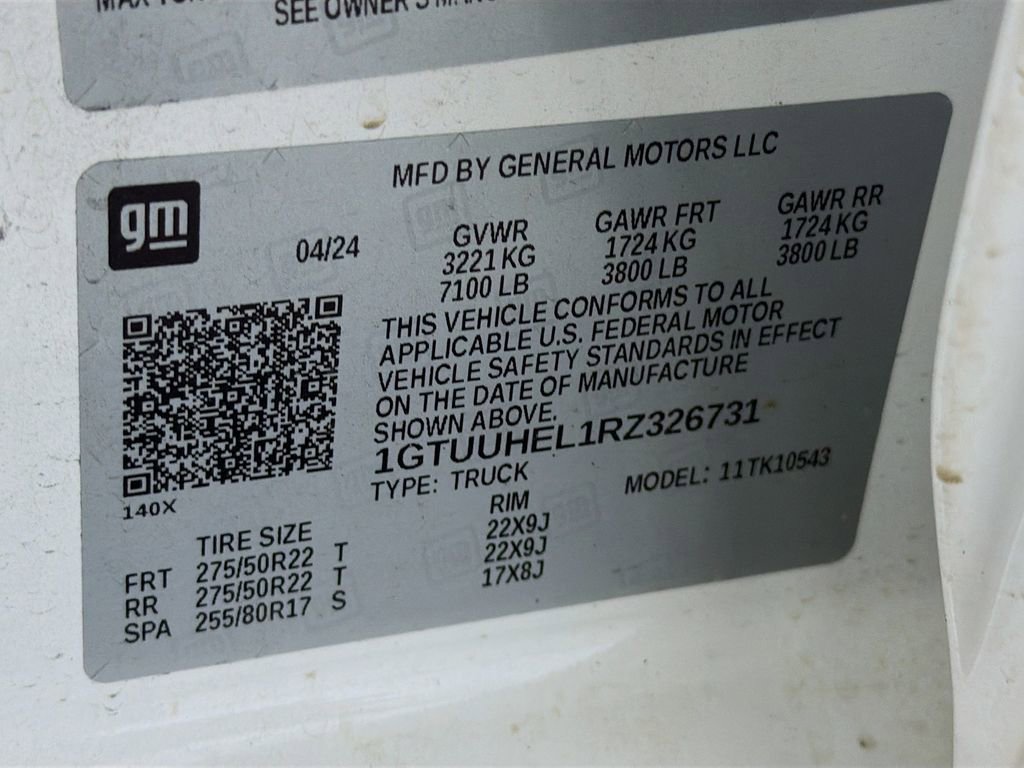 SEE OWNER'S
MFD BY GENERAL MOTORS LLC
gm
04/24
GVWR GAWR FRT GAWR RR
3221 KG 1724 KG 1724 KG
7100 LB 3800 LB 3800 LB
THIS VEHICLE CONFORMS TO ALL
APPLICABLE U.S. FEDERAL MOTOR
VEHICLE SAFETY STANDARDS IN EFFECT
ON THE DATE OF MANUFACTURE
SHOWN ABOVE.
1GTUUHEL1RZ326731
TYPE: TRUCK MODEL: 11TK10543
140X
TIRE SIZE RIM
FRT 275/50R22 T 22X9J
RR 275/50R22 T 22X9J
SPA 255/80R17 S 17X8J